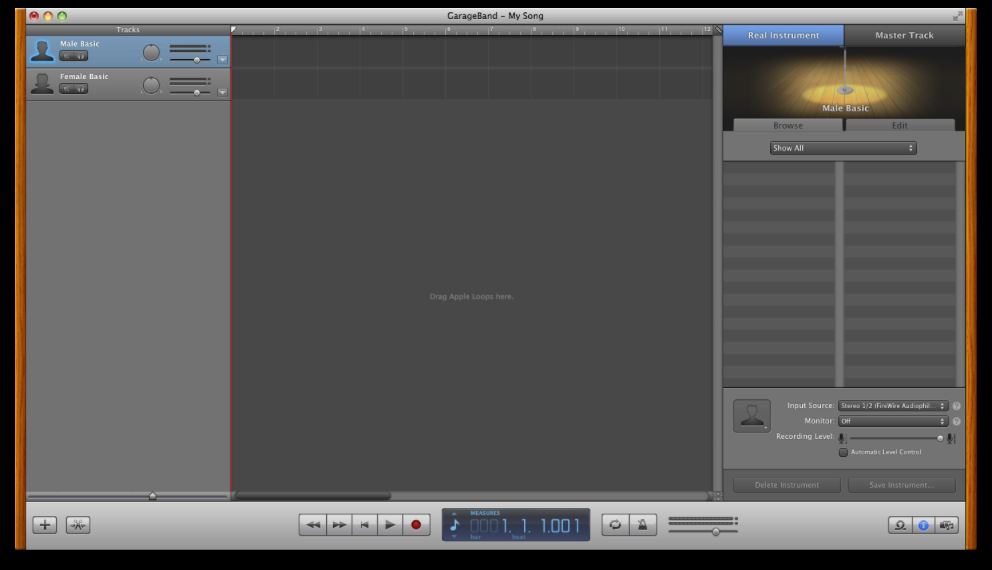 GarageBand - My Song
Tracks
2 3 4 5 6 7 8 9 10 11 12
Real Instrument Master Track
Male Basic
Female Basic
Male Basic
Browse Edit
Show All
Drag Apple Loops here.
Input Source: Stereo 1/2 (FireWire Audiophil...
Monitor: Off
Recording Level:
Automatic Level Control
Delete Instrument Save Instrument...
MEASURES
0001. 1. 1.001
bar beat